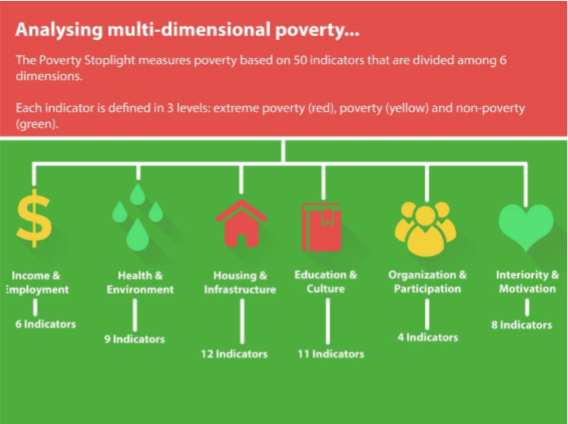 Analysing multi-dimensional poverty...
The Poverty Stoplight measures poverty based on 50 indicators that are divided among 6
dimensions.
Each indicator is defined in 3 levels: extreme poverty (red), poverty (yellow) and non-poverty
(green).
$
Income &
Employment
6 Indicators
Health &
Environment
9 Indicators
Housing &
Infrastructure
12 Indicators
Education &
Culture
11 Indicators
Organization &
Participation
4 Indicators
Interiority &
Motivation
8 Indicators